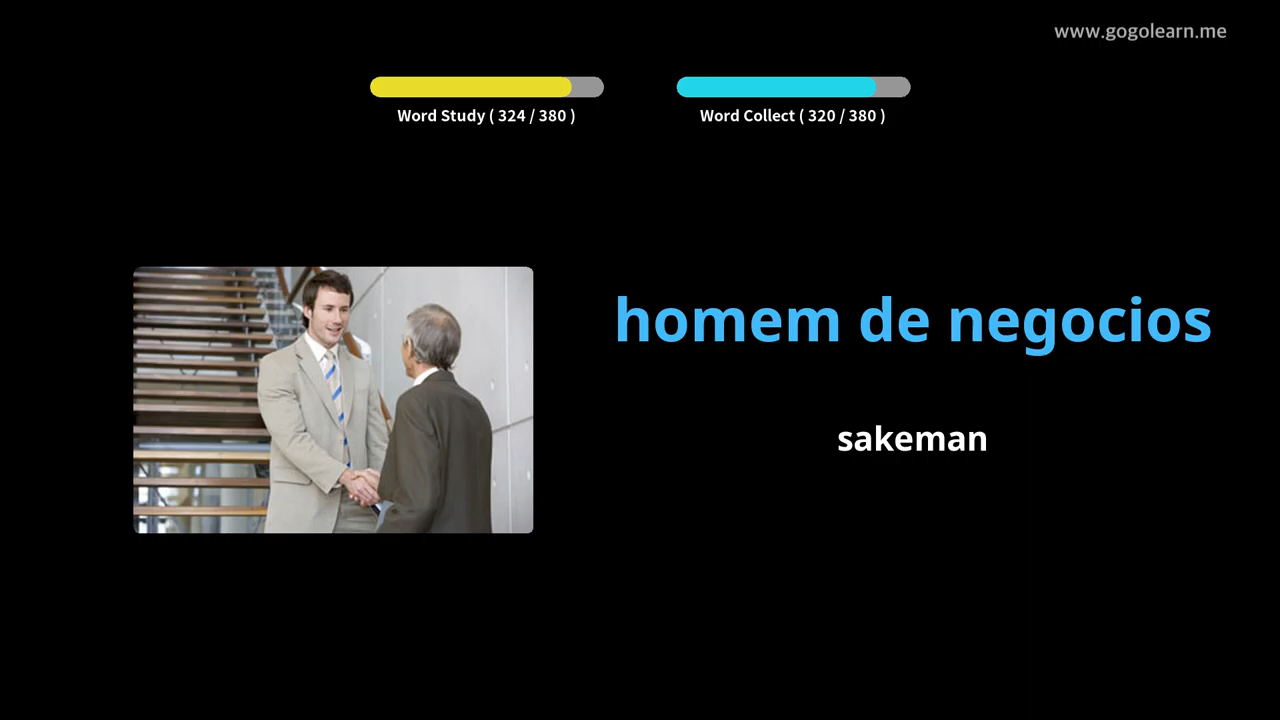 www.gogolearn.me
Word Study ( 324 / 380 )
Word Collect ( 320 / 380 )
homem de negocios
sakeman